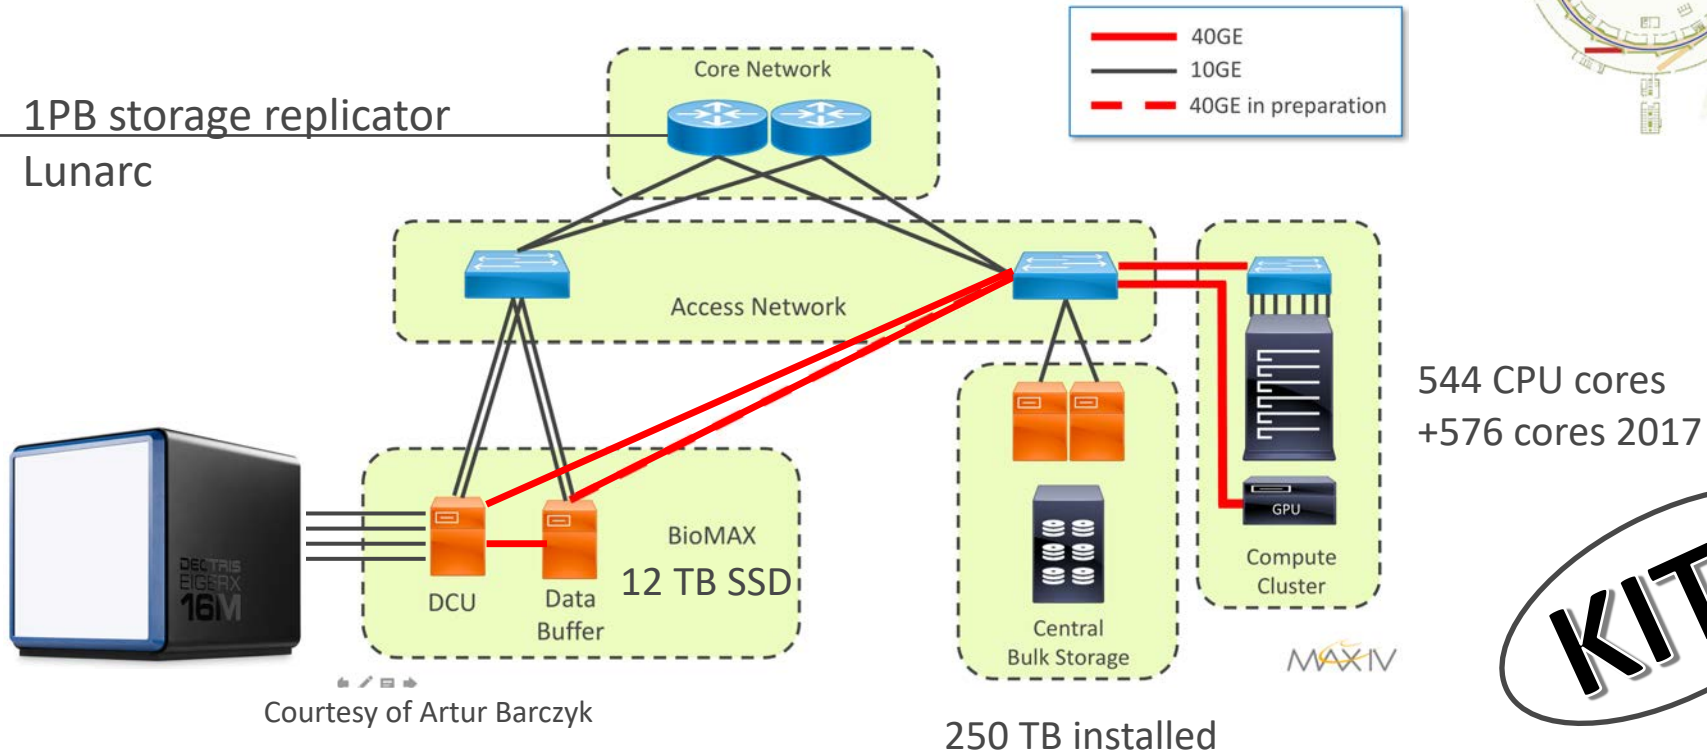 40GE
10GE
40GE in preparation
Core Network
1PB storage replicator
Lunarc
Access Network
544 CPU cores
+576 cores 2017
GPU
DECTRIS
EIGER X
16M
BioMAX
12 TB SSD
DCU
Data
Buffer
Compute
Cluster
Central
Bulk Storage
MAX IV
Courtesy of Artur Barczyk
250 TB installed